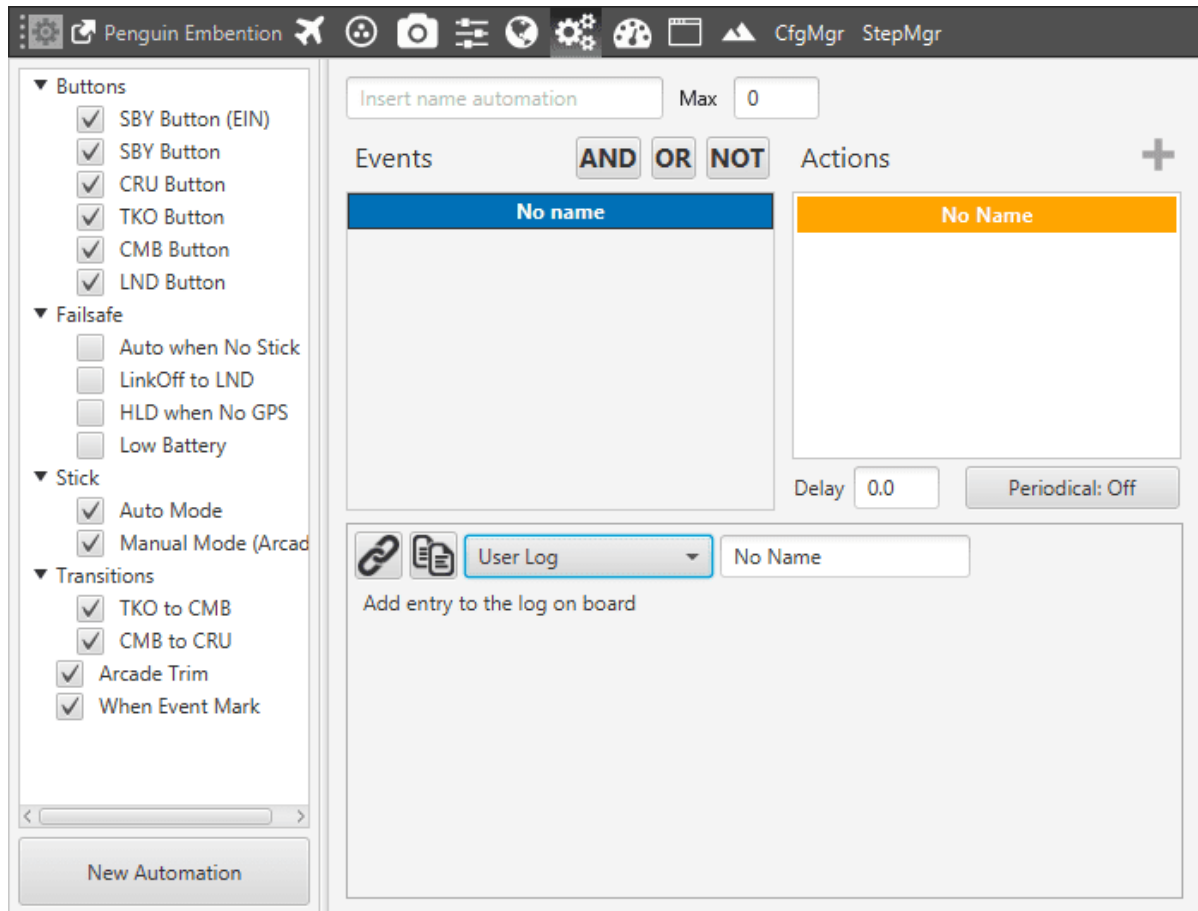 Penguin Embention CfgMgr StepMgr
Buttons
SBY Button (EIN)
SBY Button
CRU Button
TKO Button
CMB Button
LND Button
Failsafe
Auto when No Stick
LinkOff to LND
HLD when No GPS
Low Battery
Stick
Auto Mode
Manual Mode (Arcad
Transitions
TKO to CMB
CMB to CRU
Arcade Trim
When Event Mark
New Automation
Insert name automation Max 0
Events AND OR NOT Actions
No name
No Name
Delay 0.0 Periodical: Off
User Log No Name
Add entry to the log on board